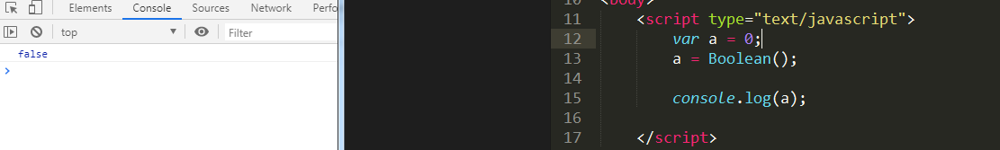 Elements Console Sources Network Perfo
top Filter
false
>
10 <body>
11 <script type="text/javascript">
12 var a = 0;
13 a = Boolean();
14
15 console.log(a);
16
17 </script>